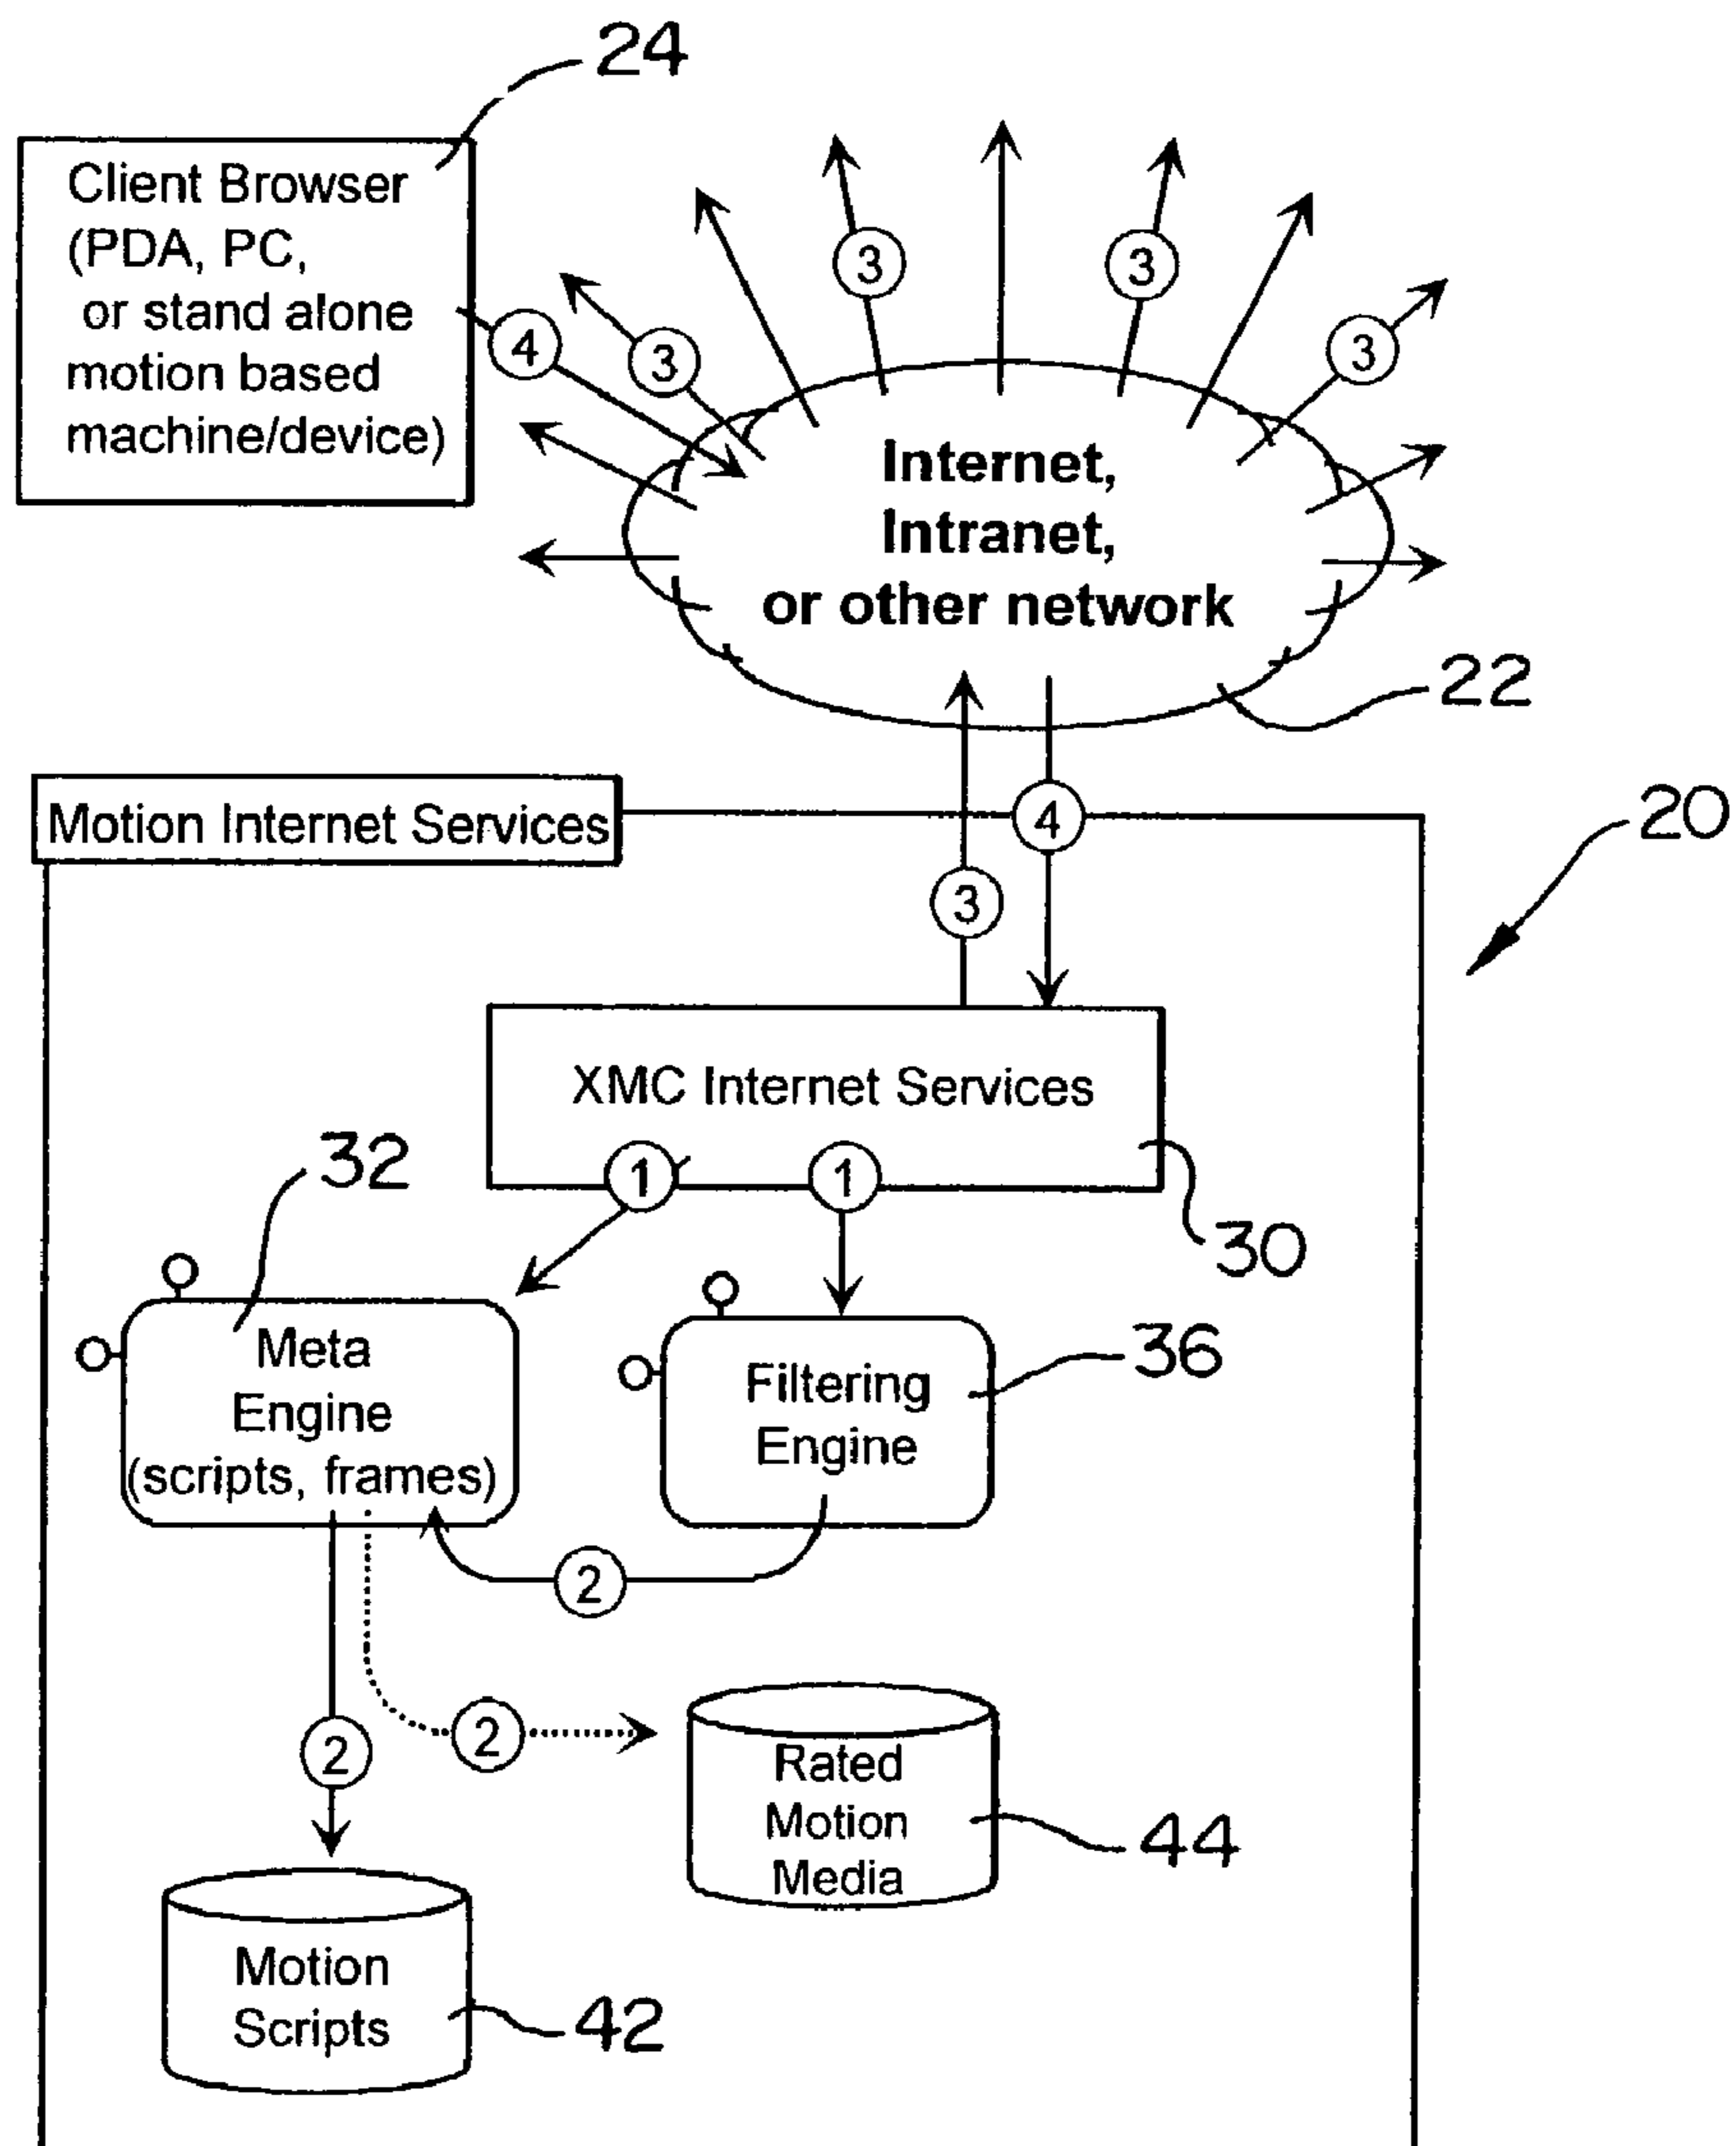 24
Client Browser
(PDA, PC,
or stand alone
motion based
machine/device)
3
3
4
3
3
Internet,
Intranet,
or other network
22
Motion Internet Services
4
20
3
XMC Internet Services
1
1
32
30
Meta
Engine
(scripts, frames)
Filtering
Engine
36
2
2
2
Rated
Motion
Media
44
Motion
Scripts
42